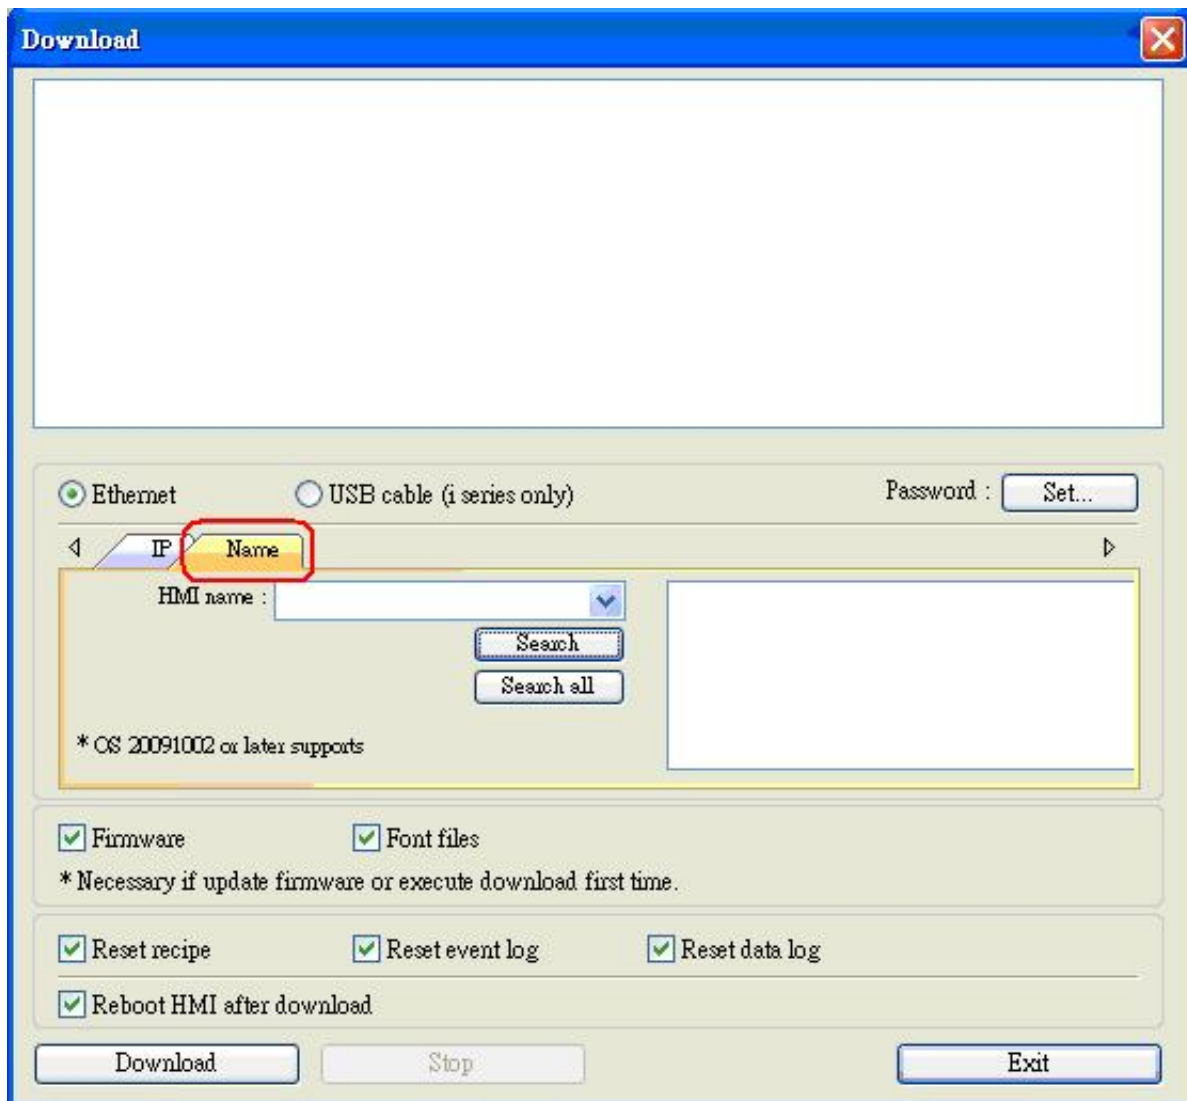 Download
Ethernet USB cable (i series only) Password : Set...
IP Name
HMI name :
Search
Search all
* OS 20091002 or later supports
Firmware Font files
* Necessary if update firmware or execute download first time.
Reset recipe Reset event log Reset data log
Reboot HMI after download
Download Stop Exit